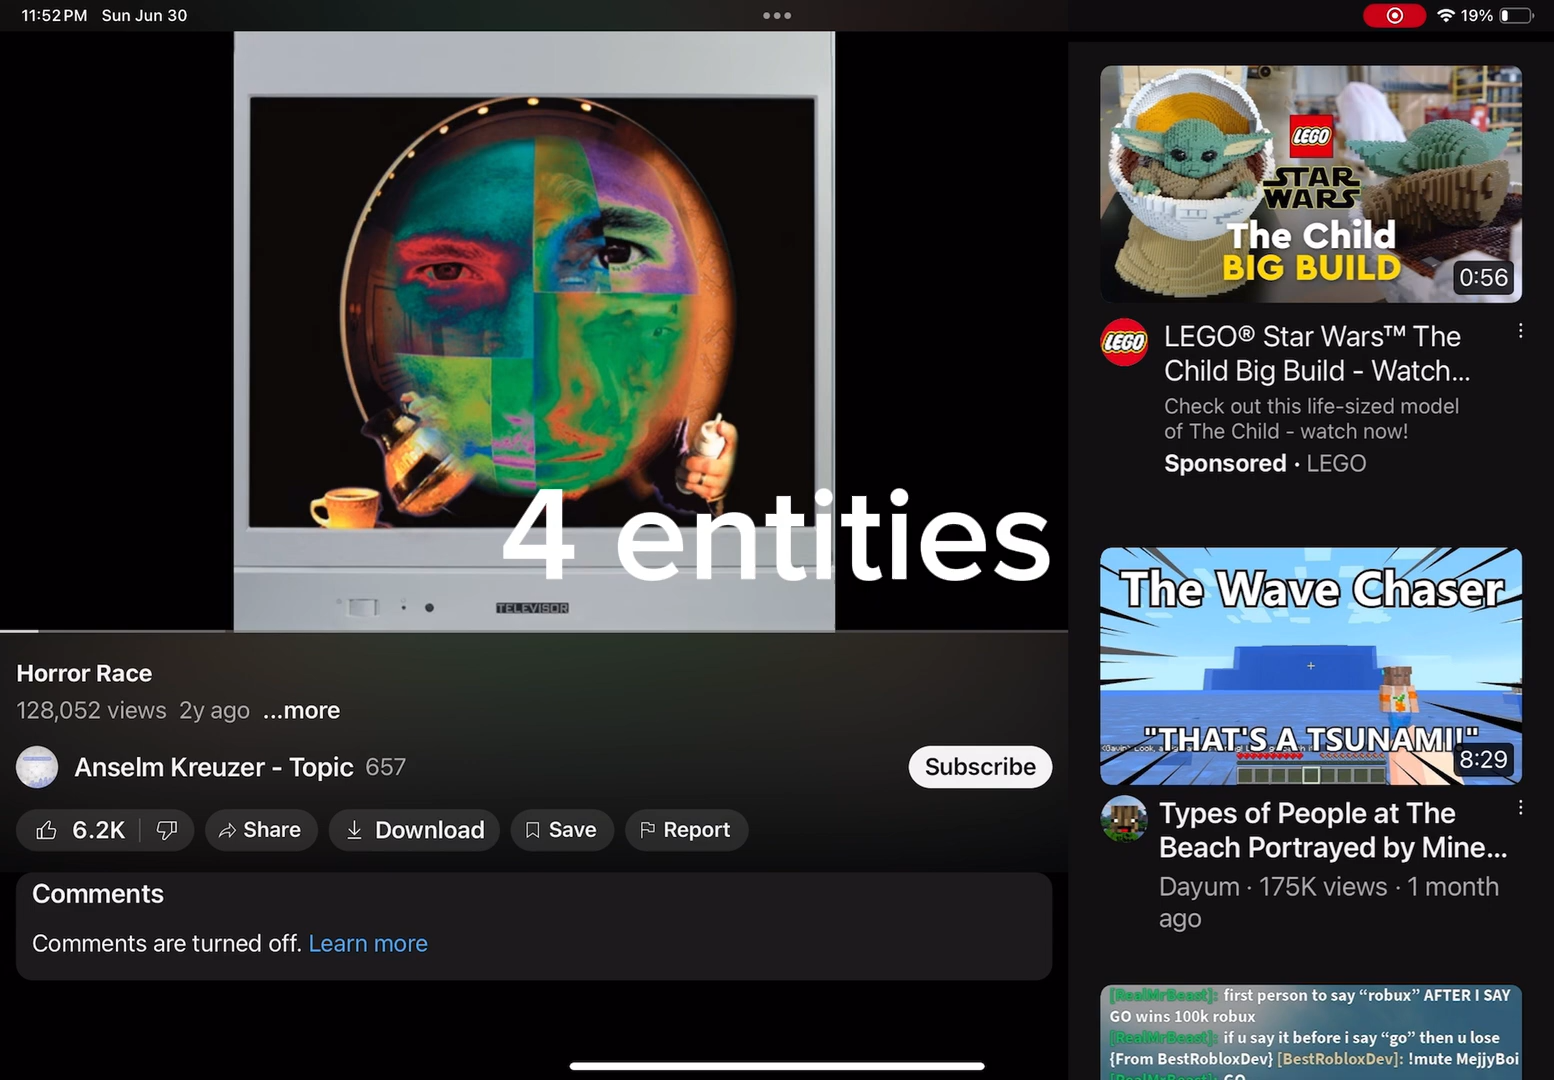 11:52 PM Sun Jun 30
19%
4 entities
TELEVISOR
Horror Race
128,052 views 2y ago ...more
Anselm Kreuzer - Topic 657
Subscribe
6.2K
Share
Download
Save
Report
Comments
Comments are turned off. Learn more
LEGO
STAR
WARS
The Child
BIG BUILD
0:56
LEGO
LEGO® Star Wars™ The
Child Big Build - Watch...
Check out this life-sized model
of The Child - watch now!
Sponsored · LEGO
The Wave Chaser
"THAT'S A TSUNAMI!"
8:29
Types of People at The
Beach Portrayed by Mine...
Dayum · 175K views · 1 month
ago
[RealMrBeast]: first person to say “robux” AFTER I SAY
GO wins 100k robux
[RealMrBeast]: if u say it before i say “go” then u lose
{From BestRobloxDev} [BestRobloxDev]: !mute MejjyBoi
[RealMrBeast]: GO